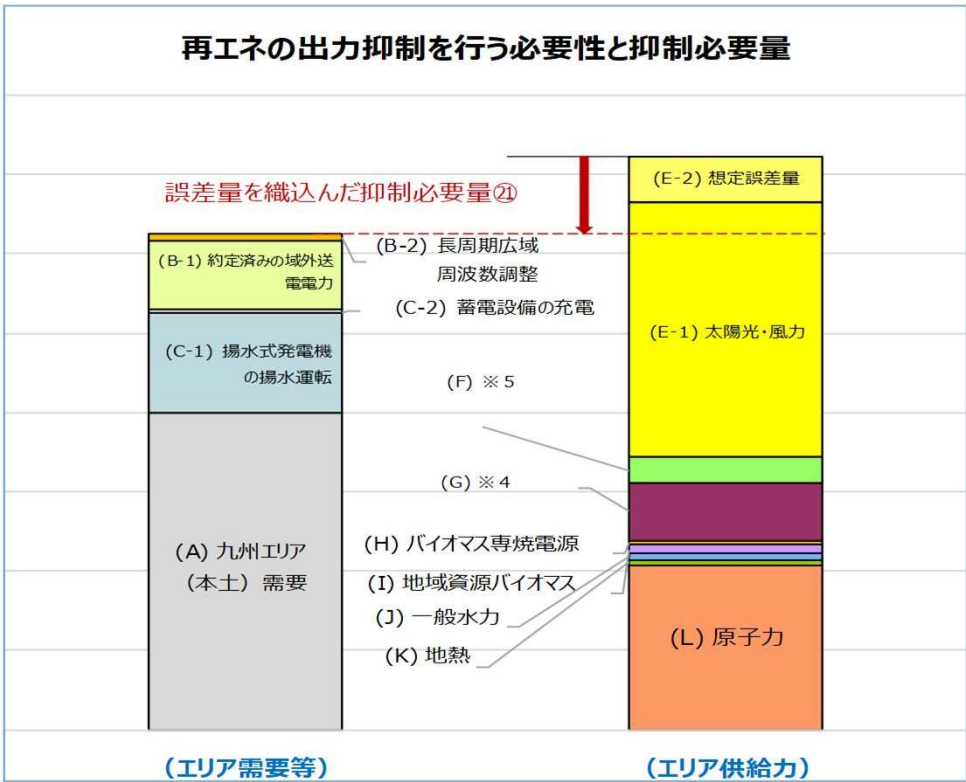 再エネの出力抑制を行う必要性と抑制必要量
誤差量を織込んだ抑制必要量㉑
(B-2) 長周期広域
周波数調整
(B-1) 約定済みの域外送
電電力
(C-2) 蓄電設備の充電
(C-1) 揚水式発電機
の揚水運転
(A) 九州エリア
（本土）需要
(E-2) 想定誤差量
(E-1) 太陽光・風力
(F) ※５
(G) ※４
(H) バイオマス専焼電源
(I) 地域資源バイオマス
(J) 一般水力
(K) 地熱
(L) 原子力
(エリア需要等)
(エリア供給力)